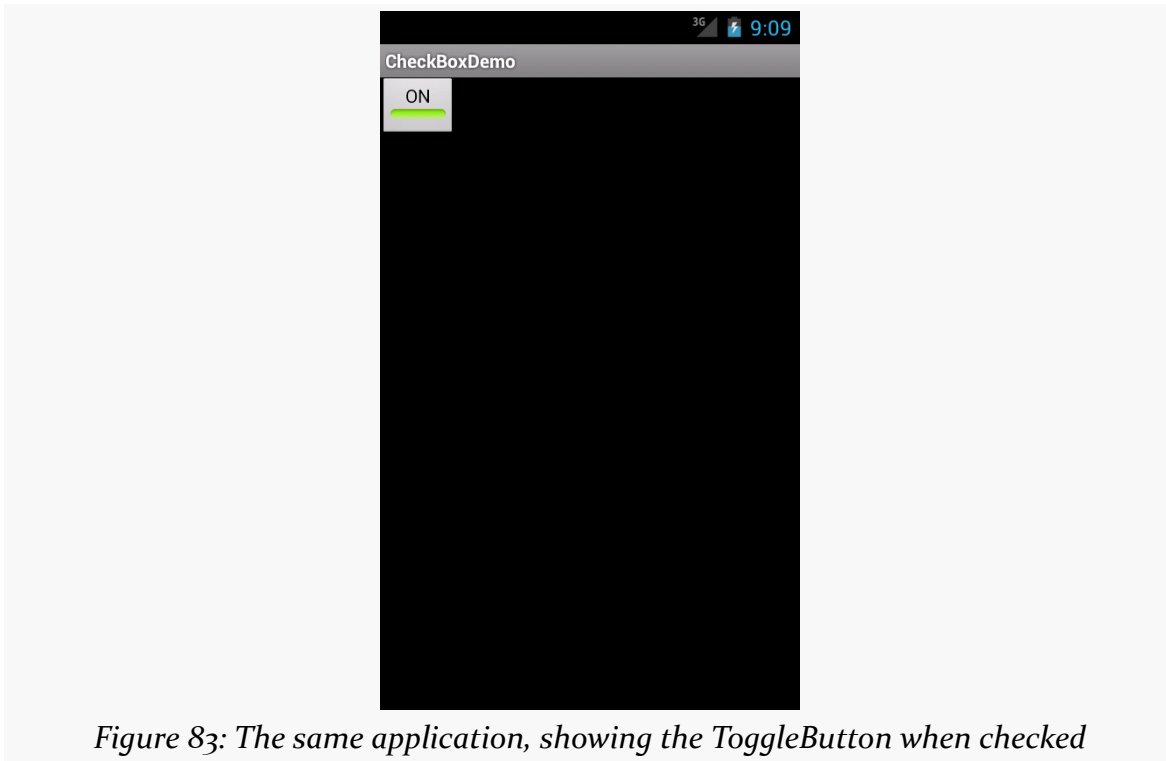 3G 9:09
CheckBoxDemo
ON
Figure 83: The same application, showing the ToggleButton when checked